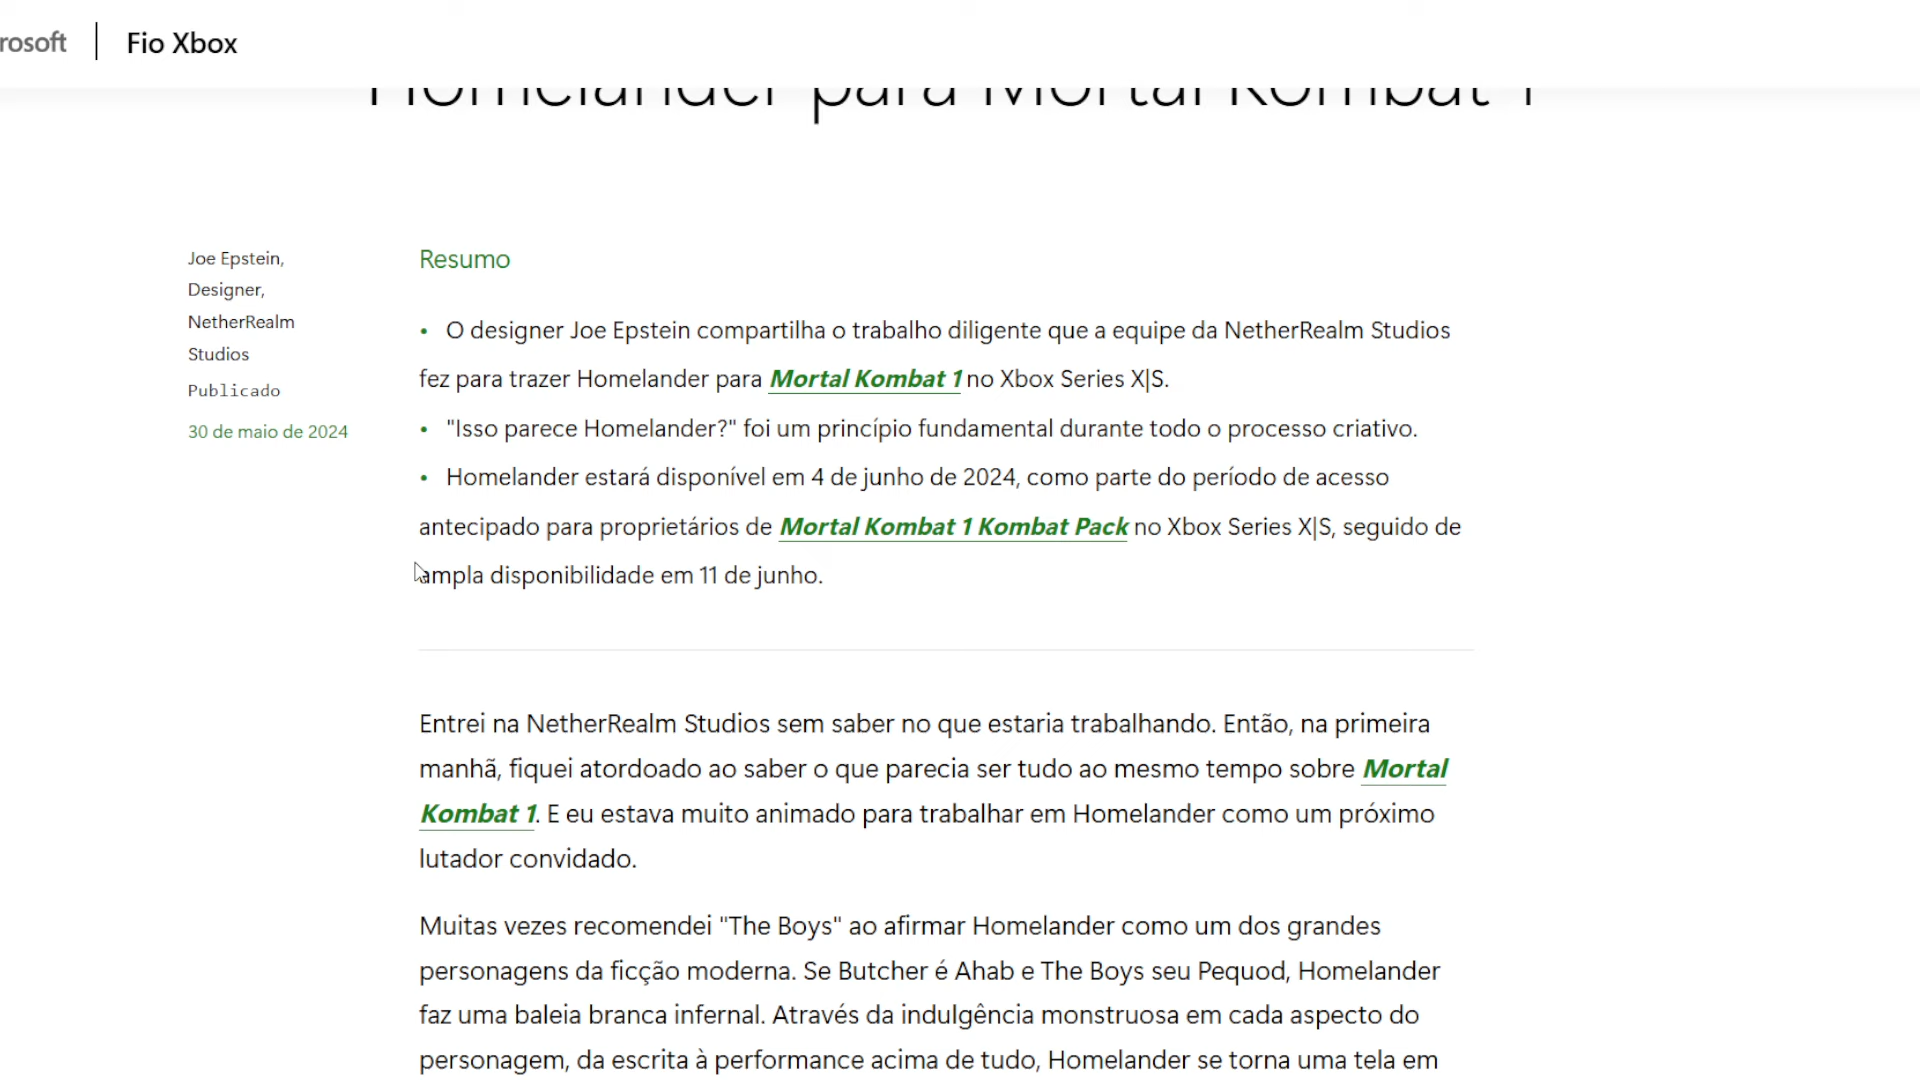 rosoft | Fio Xbox
Homelander para Mortal Kombat 1
Joe Epstein,
Designer,
NetherRealm
Studios
Publicado
30 de maio de 2024
Resumo
• O designer Joe Epstein compartilha o trabalho diligente que a equipe da NetherRealm Studios
fez para trazer Homelander para Mortal Kombat 1 no Xbox Series X|S.
• "Isso parece Homelander?" foi um princípio fundamental durante todo o processo criativo.
• Homelander estará disponível em 4 de junho de 2024, como parte do período de acesso
antecipado para proprietários de Mortal Kombat 1 Kombat Pack no Xbox Series X|S, seguido de
ampla disponibilidade em 11 de junho.
Entrei na NetherRealm Studios sem saber no que estaria trabalhando. Então, na primeira
manhã, fiquei atordoado ao saber o que parecia ser tudo ao mesmo tempo sobre Mortal
Kombat 1. E eu estava muito animado para trabalhar em Homelander como um próximo
lutador convidado.
Muitas vezes recomendei "The Boys" ao afirmar Homelander como um dos grandes
personagens da ficção moderna. Se Butcher é Ahab e The Boys seu Pequod, Homelander
faz uma baleia branca infernal. Através da indulgência monstruosa em cada aspecto do
personagem, da escrita à performance acima de tudo, Homelander se torna uma tela em